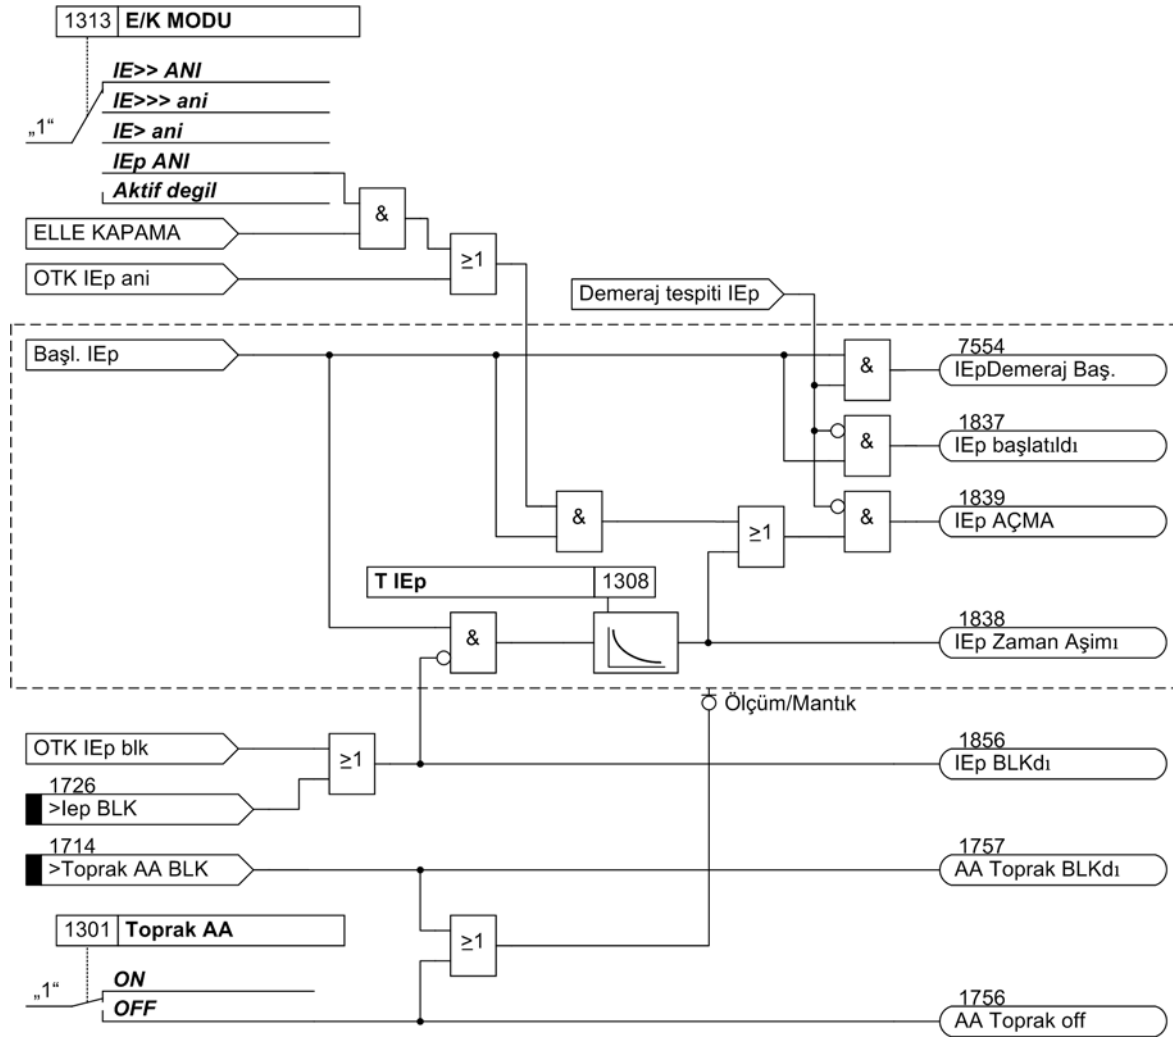 1313 E/K MODU
IE>> ANI
IE>>> ani
„1“
IE> ani
IEp ANI
Aktif degil
&
ELLE KAPAMA
≥1
OTK IEp ani
Demeraj tespiti IEp
Başl. IEp
&
7554
IEpDemeraj Baş.
&
1837
IEp başlatıldı
&
≥1
&
1839
IEp AÇMA
T IEp 1308
&
1838
IEp Zaman Aşimı
Ölçüm/Mantık
OTK IEp blk
≥1
1856
IEp BLKdı
1726
>Iep BLK
1714
>Toprak AA BLK
1757
AA Toprak BLKdı
1301 Toprak AA
≥1
„1“
ON
OFF
1756
AA Toprak off